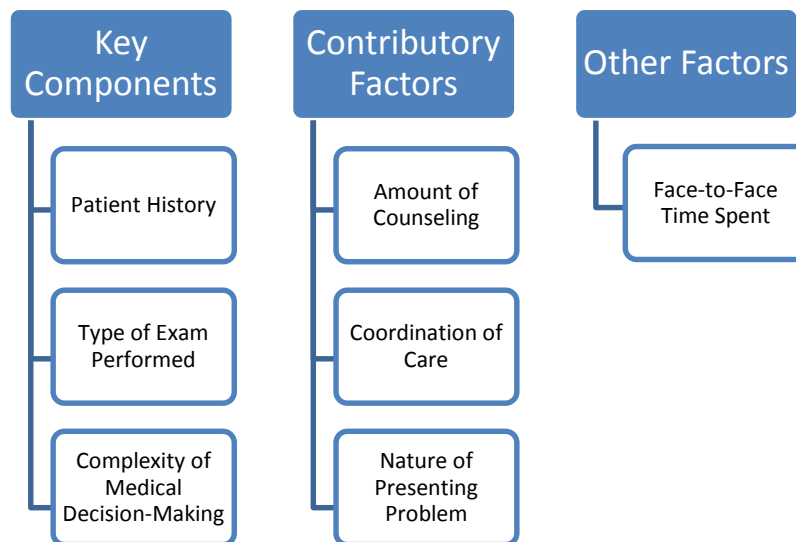 Key
Components
Patient History
Type of Exam
Performed
Complexity of
Medical
Decision-Making
Contributory
Factors
Amount of
Counseling
Coordination of
Care
Nature of
Presenting
Problem
Other Factors
Face-to-Face
Time Spent